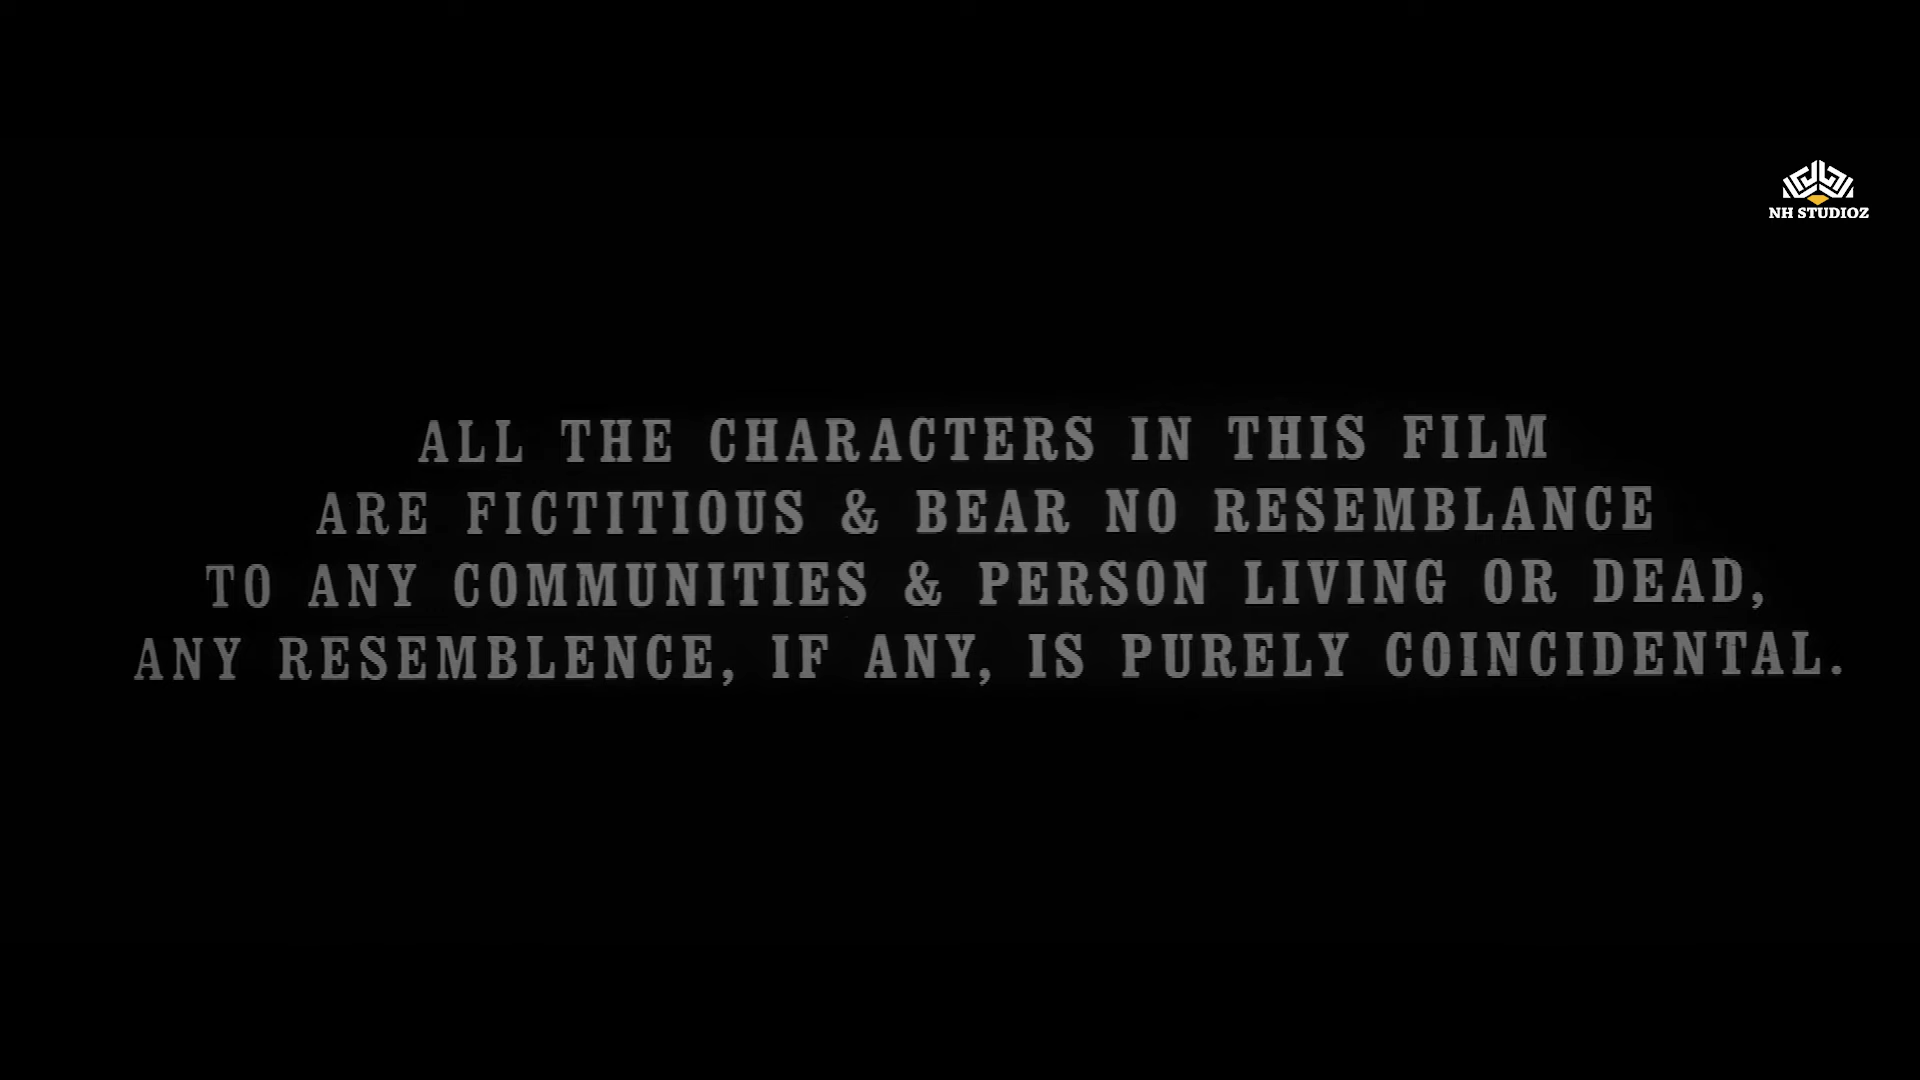 NH STUDIOZ
ALL THE CHARACTERS IN THIS FILM
ARE FICTITIOUS & BEAR NO RESEMBLANCE
TO ANY COMMUNITIES & PERSON LIVING OR DEAD,
ANY RESEMBLENCE, IF ANY, IS PURELY COINCIDENTAL.